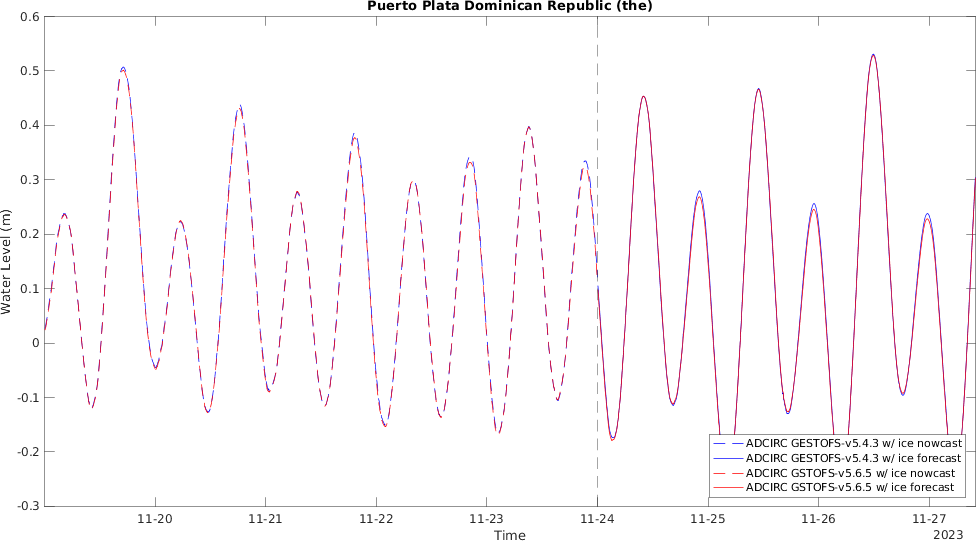 Puerto Plata Dominican Republic (the)
Water Level (m)
0.6
0.5
0.4
0.3
0.2
0.1
0
-0.1
-0.2
-0.3
ADCIRC GESTOFS-v5.4.3 w/ ice nowcast
ADCIRC GESTOFS-v5.4.3 w/ ice forecast
ADCIRC GSTOFS-v5.6.5 w/ ice nowcast
ADCIRC GSTOFS-v5.6.5 w/ ice forecast
11-20 11-21 11-22 11-23 11-24 11-25 11-26 11-27
Time
2023